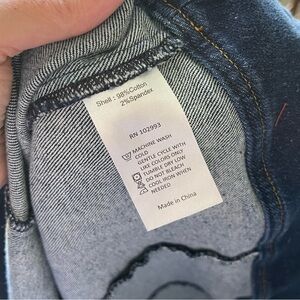 Shell : 98%Cotton
2%Spandex
RN 102993
MACHINE WASH
COLD
GENTLE CYCLE WITH
LIKE COLORS ONLY
TUMBLE DRY LOW
DO NOT BLEACH
COOL IRON WHEN
NEEDED
Made in China